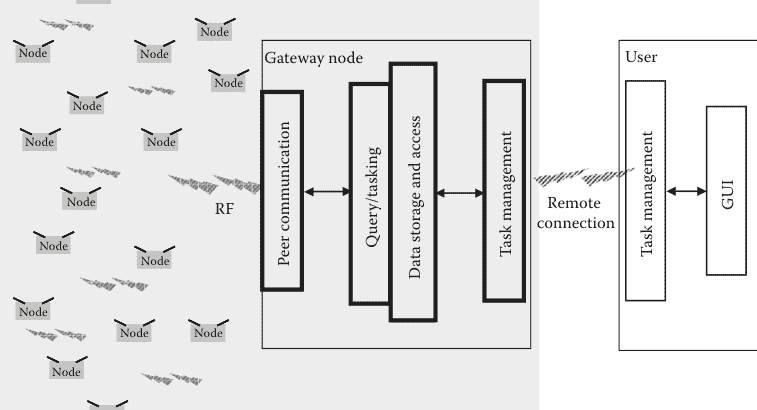 Node
Node
Node
Node
Node
Node
Node
Node
Node
Node
Node
Node
Node
Node
RF
Gateway node
Peer communication
Query/tasking
Data storage and access
Task management
Remote
connection
User
Task management
GUI